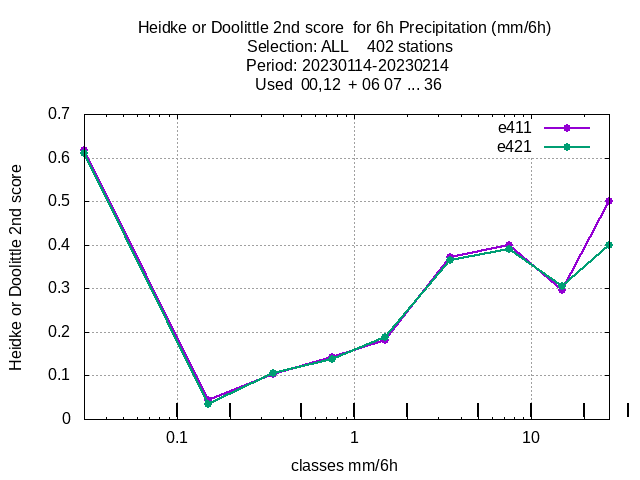 Heidke or Doolittle 2nd score  for 6h Precipitation (mm/6h)
Selection: ALL    402 stations
Period: 20230114-20230214
Used  00,12  + 06 07 ... 36
e411
e421
Heidke or Doolittle 2nd score
0.7
0.6
0.5
0.4
0.3
0.2
0.1
0
0.1 1 10
classes mm/6h